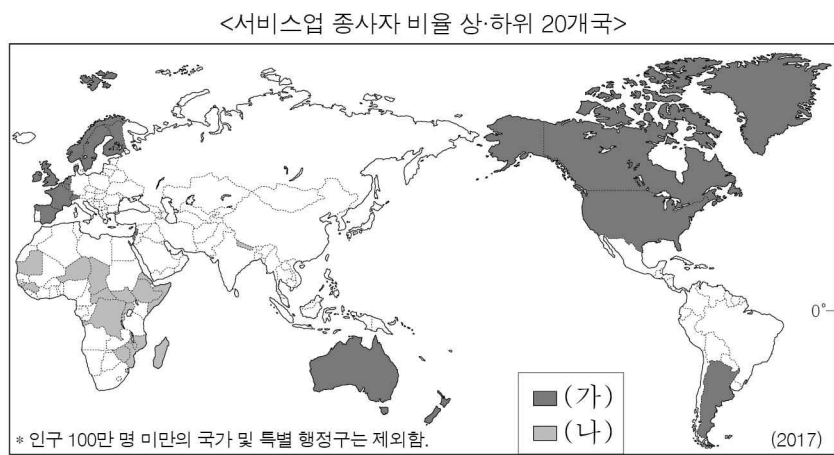 <서비스업 종사자 비율 상·하위 20개국>
0°
(가)
(나)
* 인구 100만 명 미만의 국가 및 특별 행정구는 제외함.
(2017)